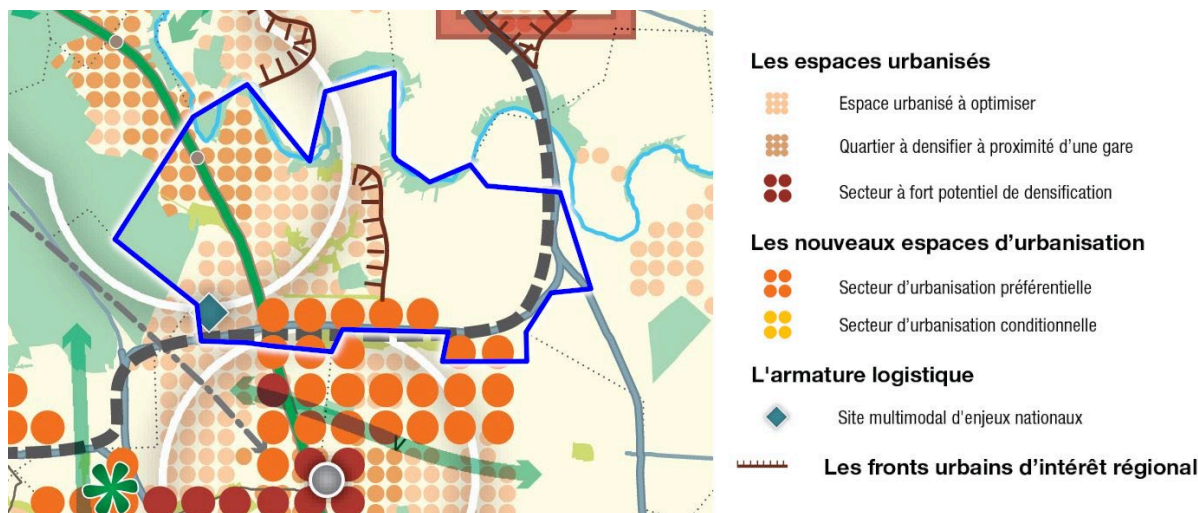 Les espaces urbanisés
Espace urbanisé à optimiser
Quartier à densifier à proximité d'une gare
Secteur à fort potentiel de densification
Les nouveaux espaces d'urbanisation
Secteur d'urbanisation préférentielle
Secteur d'urbanisation conditionnelle
L'armature logistique
Site multimodal d'enjeux nationaux
Les fronts urbains d'intérêt régional
V